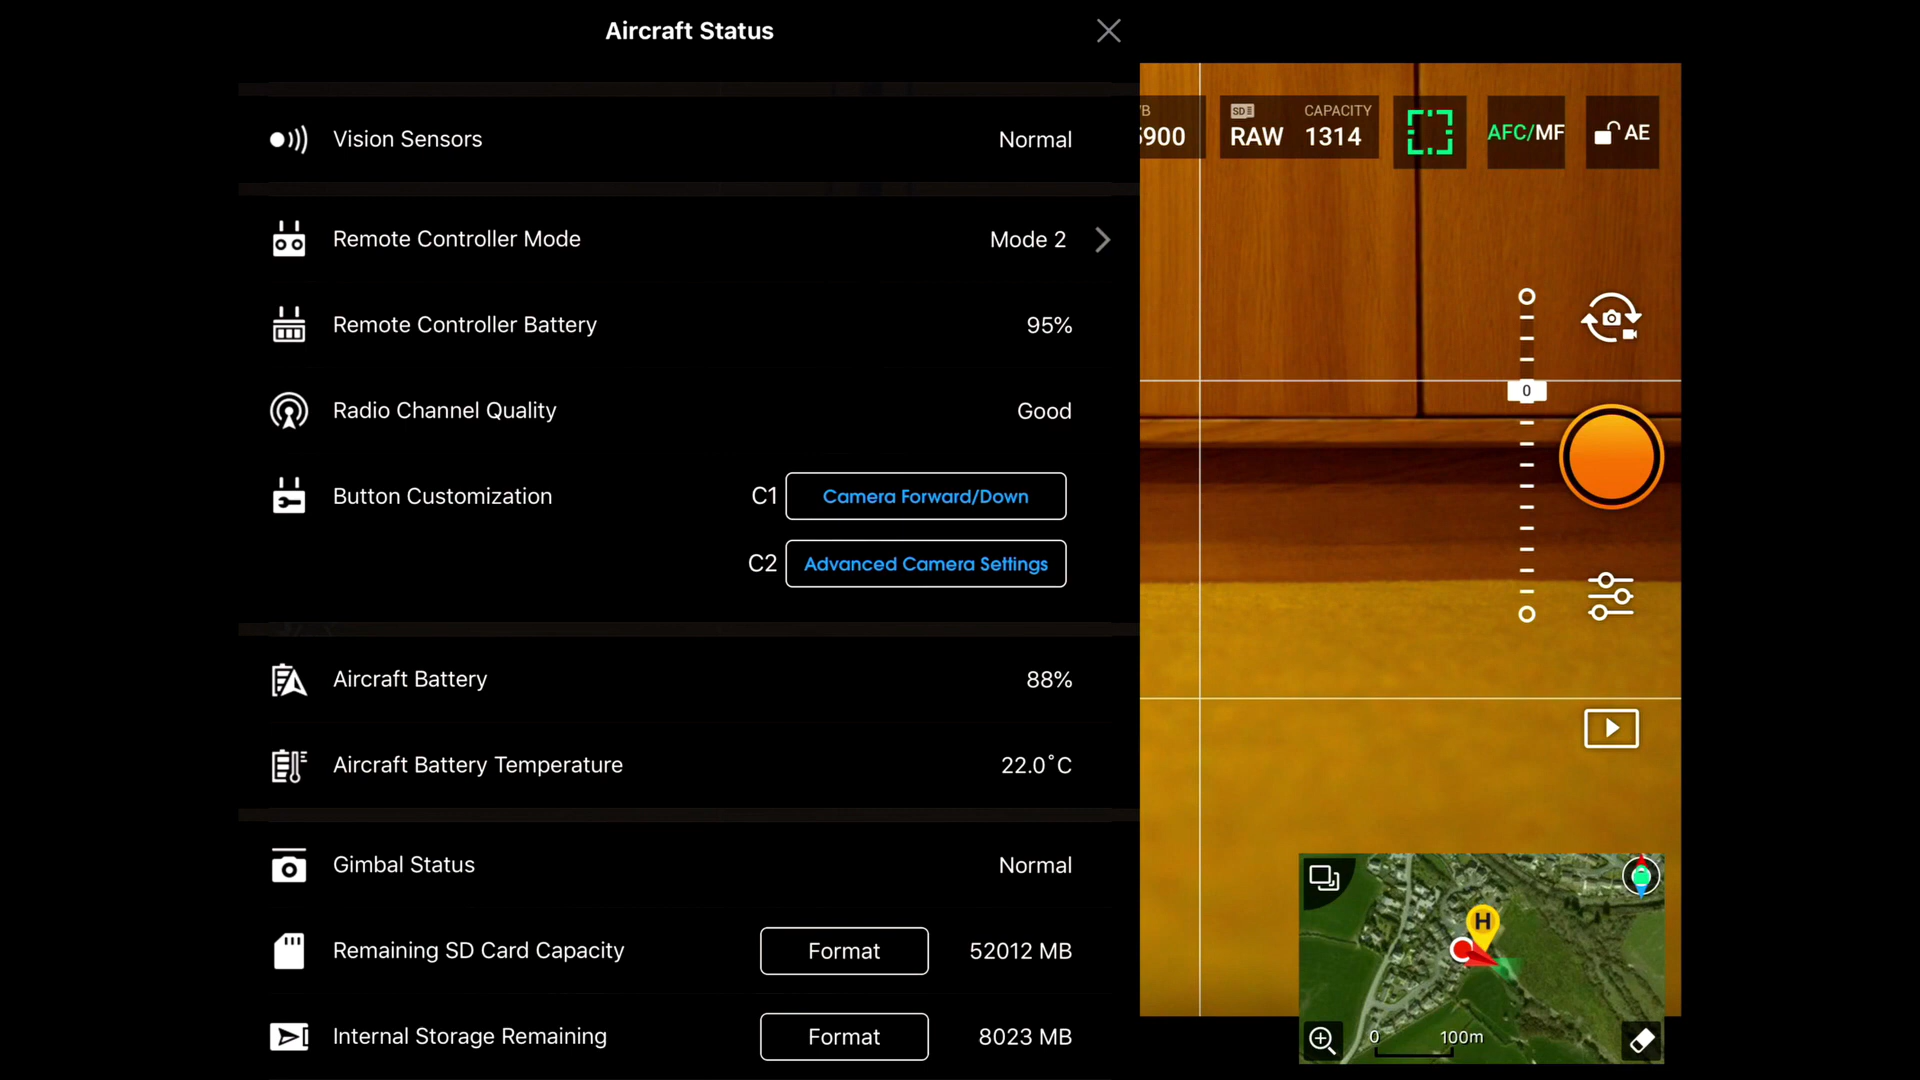 Aircraft Status
Vision Sensors Normal
Remote Controller Mode Mode 2
Remote Controller Battery 95%
Radio Channel Quality Good
Button Customization C1 Camera Forward/Down
C2 Advanced Camera Settings
Aircraft Battery 88%
Aircraft Battery Temperature 22.0°C
Gimbal Status Normal
Remaining SD Card Capacity Format 52012 MB
Internal Storage Remaining Format 8023 MB
SD CAPACITY
RAW 1314
AFC/MF
AE
0
H
0 100m